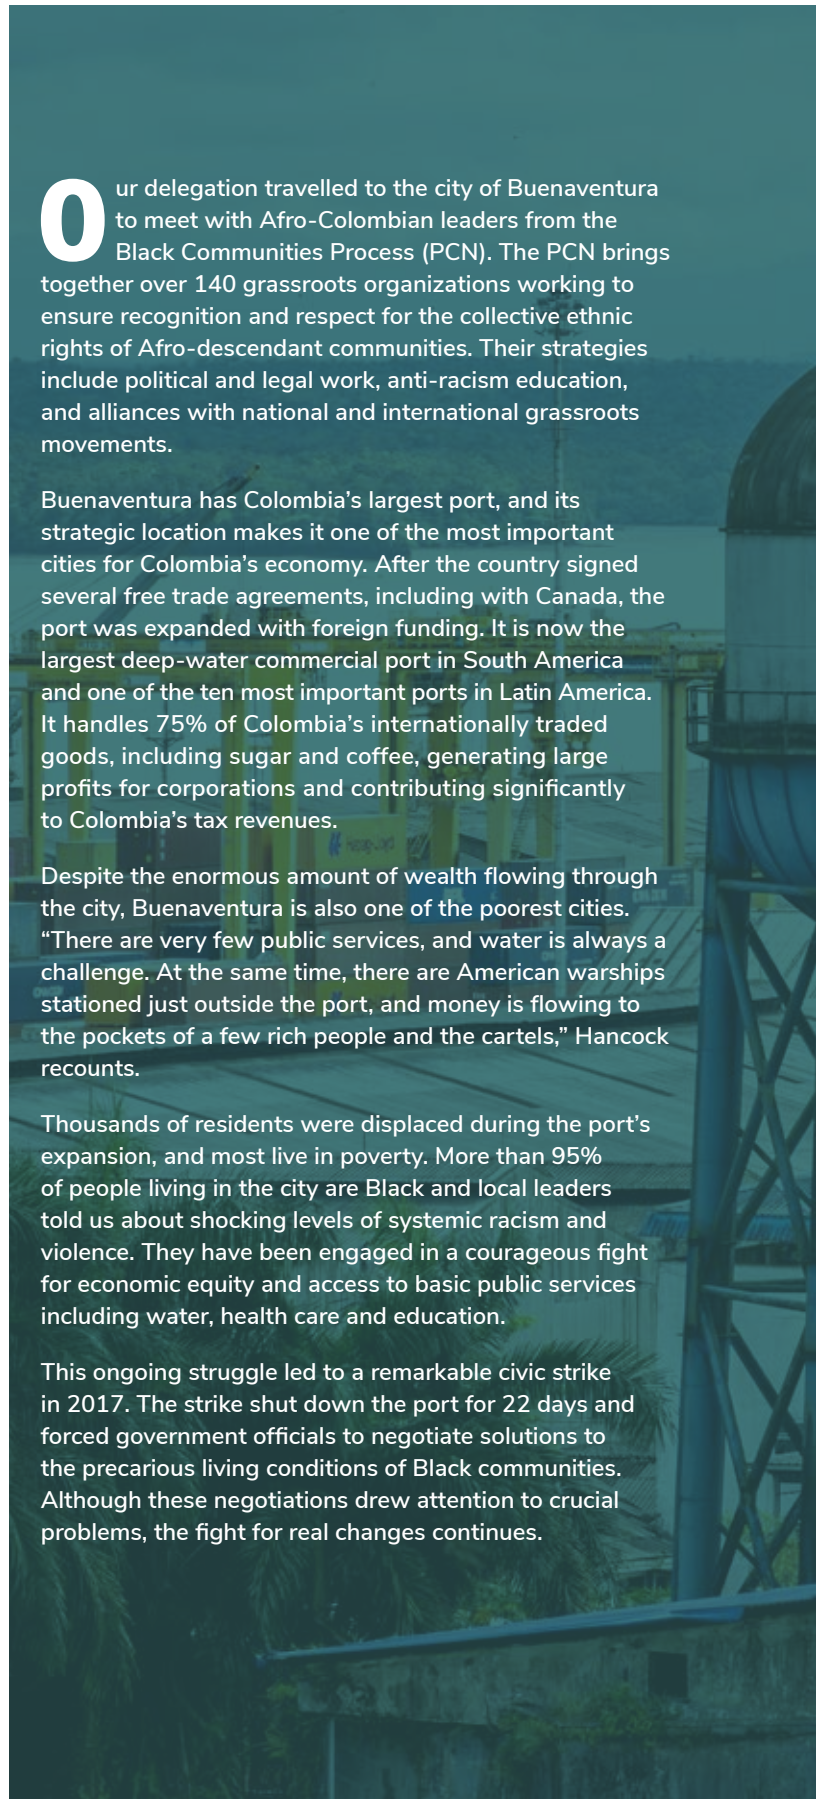 Our delegation travelled to the city of Buenaventura
to meet with Afro-Colombian leaders from the
Black Communities Process (PCN). The PCN brings
together over 140 grassroots organizations working to
ensure recognition and respect for the collective ethnic
rights of Afro-descendant communities. Their strategies
include political and legal work, anti-racism education,
and alliances with national and international grassroots
movements.
Buenaventura has Colombia’s largest port, and its
strategic location makes it one of the most important
cities for Colombia’s economy. After the country signed
several free trade agreements, including with Canada, the
port was expanded with foreign funding. It is now the
largest deep-water commercial port in South America
and one of the ten most important ports in Latin America.
It handles 75% of Colombia’s internationally traded
goods, including sugar and coffee, generating large
profits for corporations and contributing significantly
to Colombia’s tax revenues.
Despite the enormous amount of wealth flowing through
the city, Buenaventura is also one of the poorest cities.
“There are very few public services, and water is always a
challenge. At the same time, there are American warships
stationed just outside the port, and money is flowing to
the pockets of a few rich people and the cartels,” Hancock
recounts.
Thousands of residents were displaced during the port’s
expansion, and most live in poverty. More than 95%
of people living in the city are Black and local leaders
told us about shocking levels of systemic racism and
violence. They have been engaged in a courageous fight
for economic equity and access to basic public services
including water, health care and education.
This ongoing struggle led to a remarkable civic strike
in 2017. The strike shut down the port for 22 days and
forced government officials to negotiate solutions to
the precarious living conditions of Black communities.
Although these negotiations drew attention to crucial
problems, the fight for real changes continues.